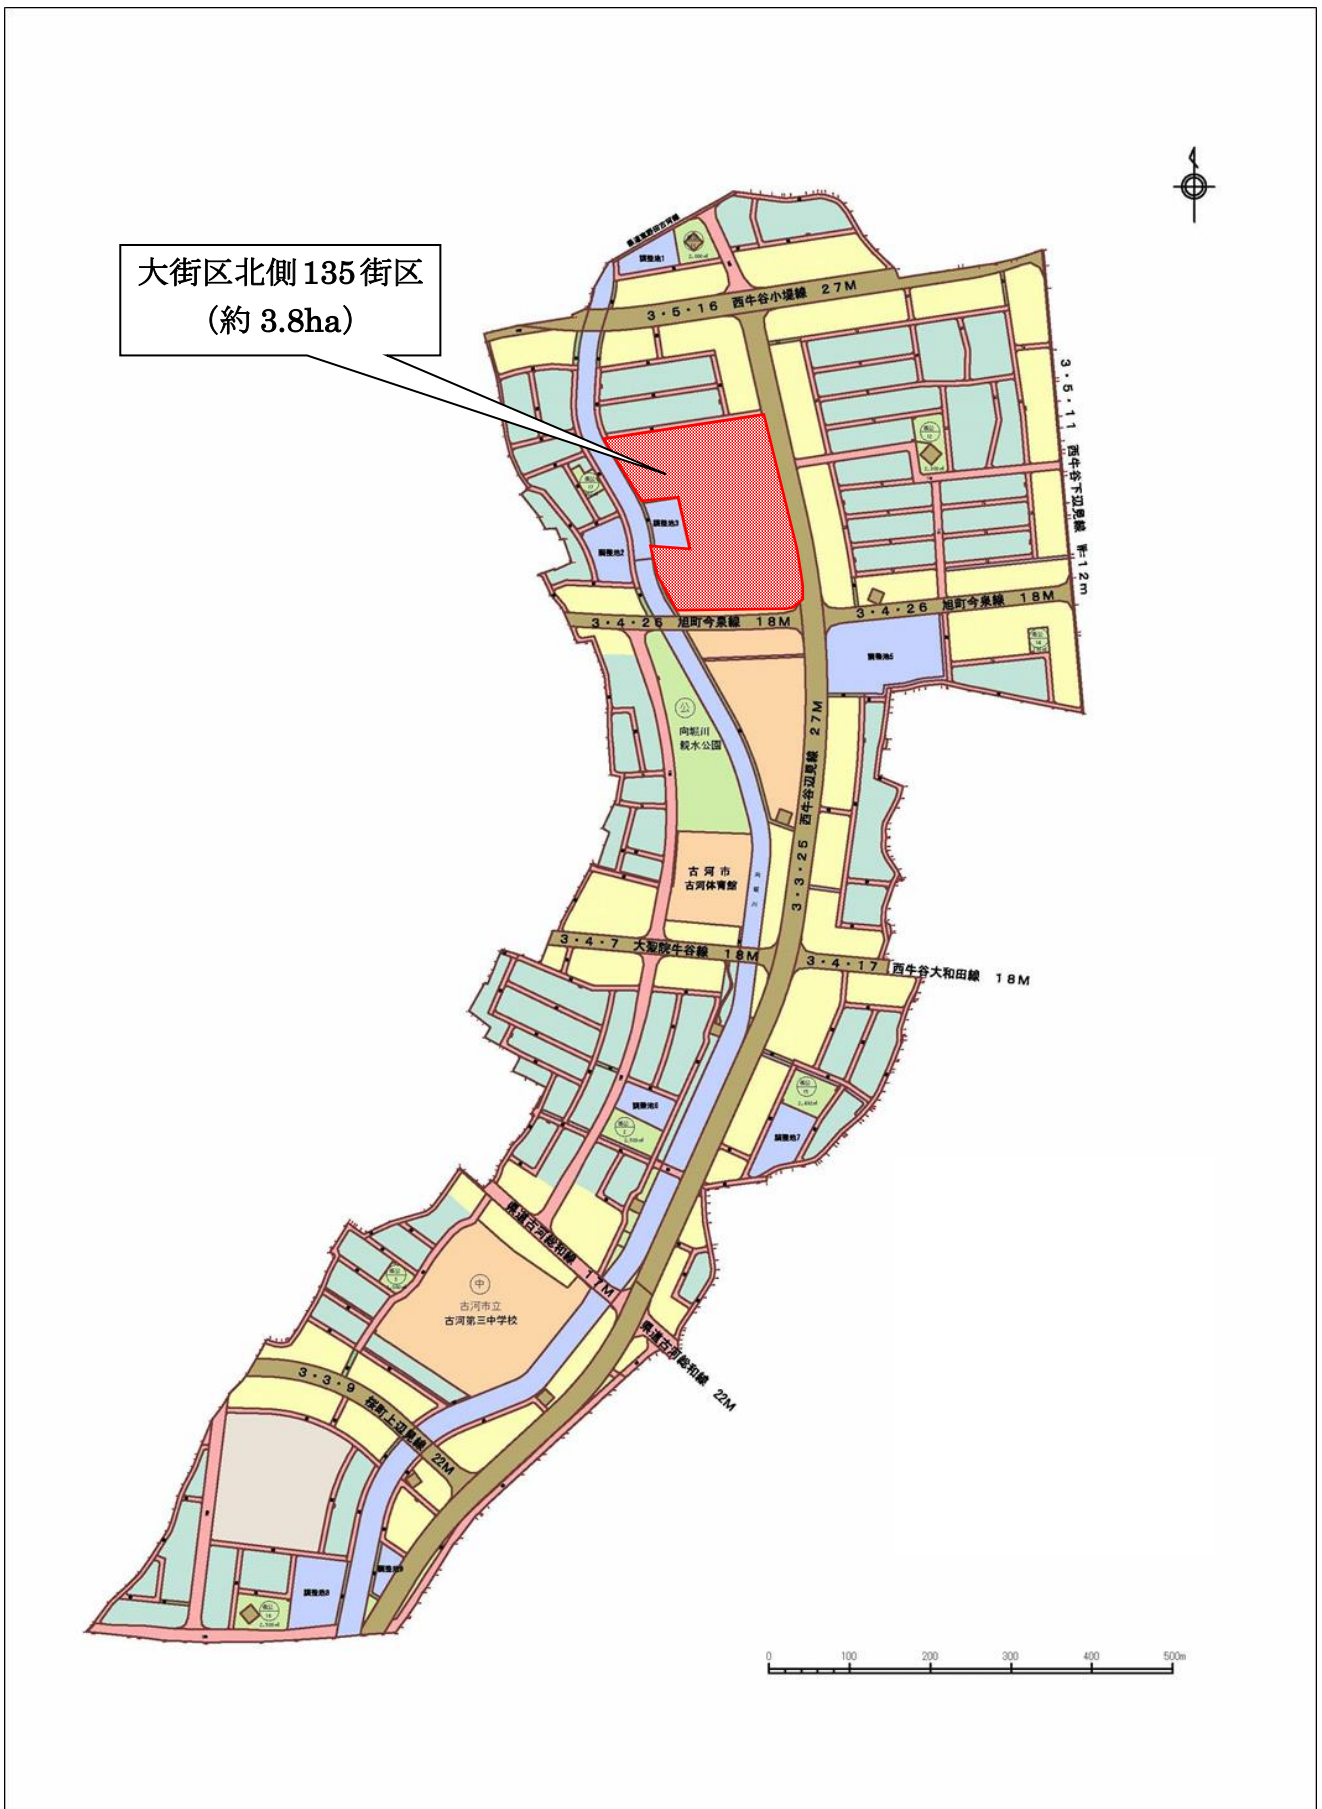 大街区北側135街区
（約 3.8ha）
調整池1
3・5・16 西牛谷小堤線 27M
3・5・11 西牛谷下辺見線 W=12m
調整池3
調整池2
3・4・26 旭町今泉線 18M
3・4・26 旭町今泉線 18M
調整池5
公
向堀川
親水公園
3・3・25 西牛谷辺見線 27M
古河市
古河体育館
向堀川
3・4・7 大聖院牛谷線 18M
3・4・17 西牛谷大和田線 18M
調整池6
調整池7
県道古河総和線 17M
中
古河市立
古河第三中学校
県道古河総和線 22M
3・3・9 桜町上辺見線 22M
調整池8
0 100 200 300 400 500m